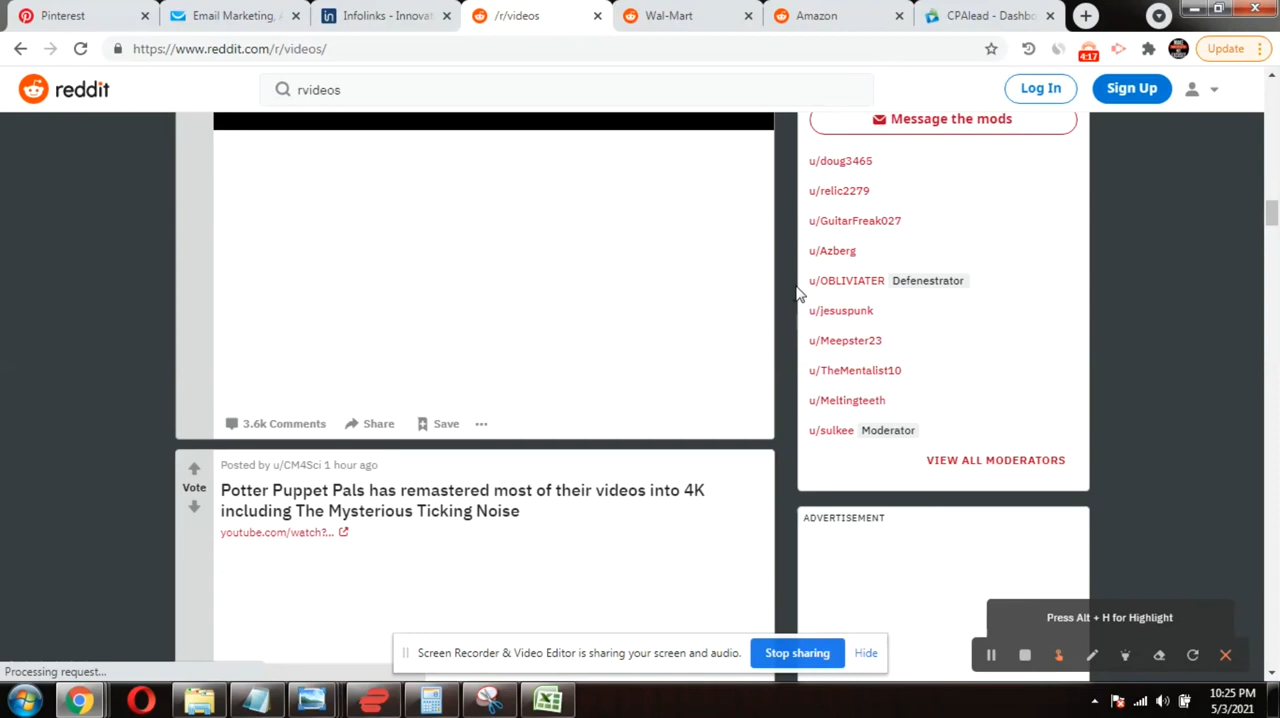 Pinterest
Email Marketing, A
Infolinks - Innovat
/r/videos
Wal-Mart
Amazon
CPAlead - Dashbo
https://www.reddit.com/r/videos/
4:17
Update
reddit
rvideos
Log In
Sign Up
Message the mods
u/doug3465
u/relic2279
u/GuitarFreak027
u/Azberg
u/OBLIVIATER Defenestrator
u/jesuspunk
u/Meepster23
u/TheMentalist10
u/Meltingteeth
u/sulkee Moderator
VIEW ALL MODERATORS
3.6k Comments
Share
Save
Vote
Posted by u/CM4Sci 1 hour ago
Potter Puppet Pals has remastered most of their videos into 4K
including The Mysterious Ticking Noise
youtube.com/watch?...
ADVERTISEMENT
Press Alt + H for Highlight
Screen Recorder & Video Editor is sharing your screen and audio.
Stop sharing
Hide
Processing request...
10:25 PM
5/3/2021